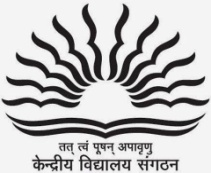 तत् त्वं पूषन् अपावृणु
केन्द्रीय विद्यालय संगठन